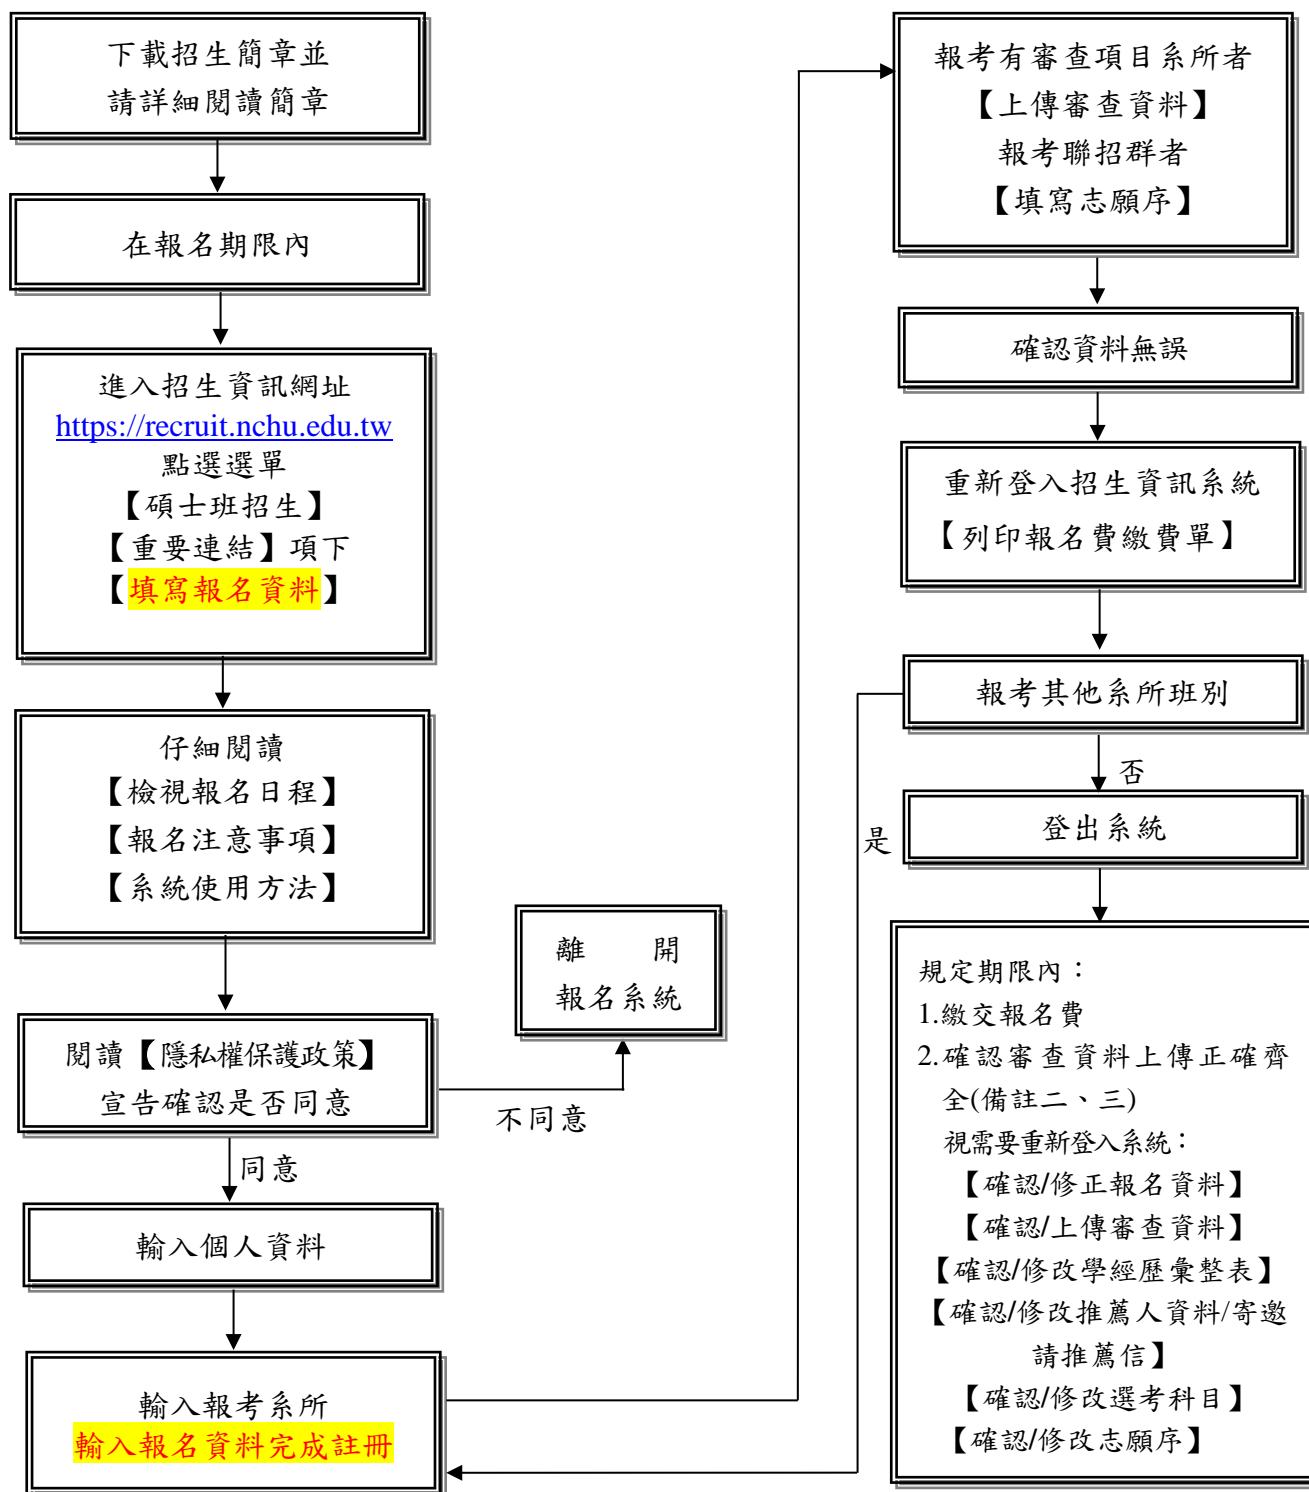 下載招生簡章並
請詳細閱讀簡章
在報名期限內
進入招生資訊網址
https://recruit.nchu.edu.tw
點選選單
【碩士班招生】
【重要連結】項下
【填寫報名資料】
仔細閱讀
【檢視報名日程】
【報名注意事項】
【系統使用方法】
閱讀【隱私權保護政策】
宣告確認是否同意
不同意
離 開
報名系統
同意
輸入個人資料
輸入報考系所
輸入報名資料完成註冊
報考有審查項目系所者
【上傳審查資料】
報考聯招群者
【填寫志願序】
確認資料無誤
重新登入招生資訊系統
【列印報名費繳費單】
報考其他系所班別
是
否
登出系統
規定期限內：
1.繳交報名費
2.確認審查資料上傳正確齊
全(備註二、三)
視需要重新登入系統：
【確認/修正報名資料】
【確認/上傳審查資料】
【確認/修改學經歷彙整表】
【確認/修改推薦人資料/寄邀
請推薦信】
【確認/修改選考科目】
【確認/修改志願序】